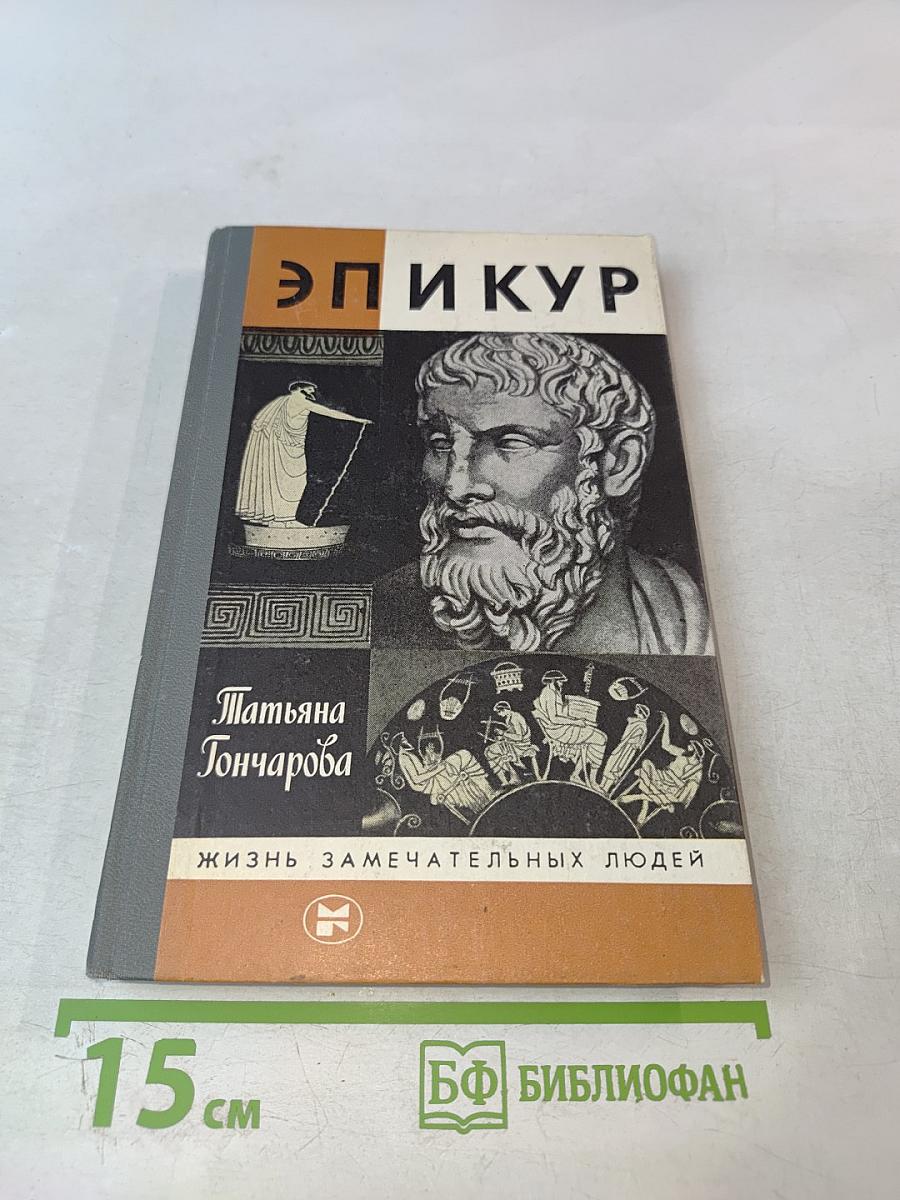 ЭПИКУР
Татьяна
Гончарова
ЖИЗНЬ ЗАМЕЧАТЕЛЬНЫХ ЛЮДЕЙ
15 см
БФ БИБЛИОФАН